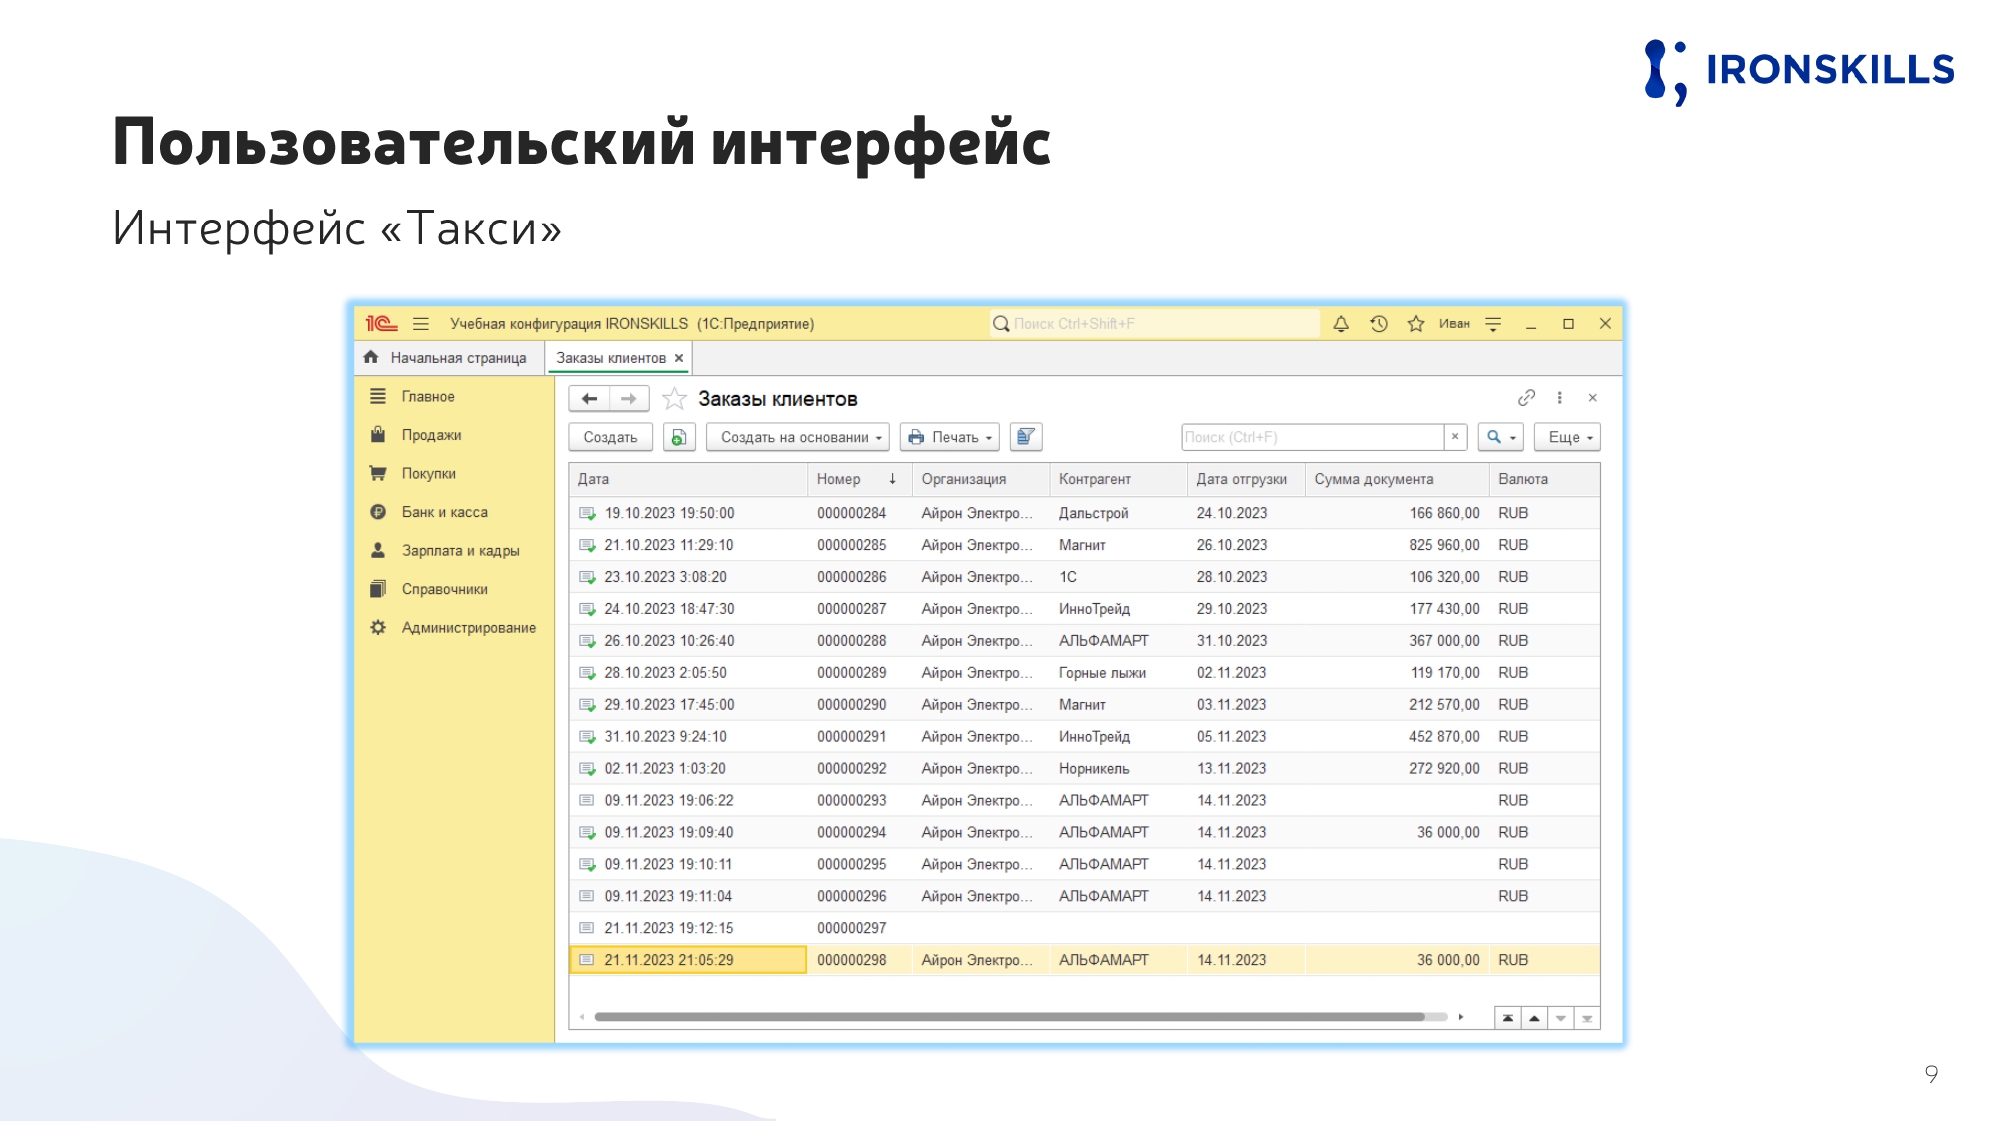 IRONSKILLS
Пользовательский интерфейс
Интерфейс «Такси»
1С Учебная конфигурация IRONSKILLS (1С:Предприятие) Поиск Ctrl+Shift+F Иван
Начальная страница Заказы клиентов
Главное
Продажи
Покупки
Банк и касса
Зарплата и кадры
Справочники
Администрирование
Заказы клиентов
Создать Создать на основании Печать Поиск (Ctrl+F) Еще
Дата Номер Организация Контрагент Дата отгрузки Сумма документа Валюта
19.10.2023 19:50:00 000000284 Айрон Электро... Дальстрой 24.10.2023 166 860,00 RUB
21.10.2023 11:29:10 000000285 Айрон Электро... Магнит 26.10.2023 825 960,00 RUB
23.10.2023 3:08:20 000000286 Айрон Электро... 1С 28.10.2023 106 320,00 RUB
24.10.2023 18:47:30 000000287 Айрон Электро... ИнноТрейд 29.10.2023 177 430,00 RUB
26.10.2023 10:26:40 000000288 Айрон Электро... АЛЬФАМАРТ 31.10.2023 367 000,00 RUB
28.10.2023 2:05:50 000000289 Айрон Электро... Горные лыжи 02.11.2023 119 170,00 RUB
29.10.2023 17:45:00 000000290 Айрон Электро... Магнит 03.11.2023 212 570,00 RUB
31.10.2023 9:24:10 000000291 Айрон Электро... ИнноТрейд 05.11.2023 452 870,00 RUB
02.11.2023 1:03:20 000000292 Айрон Электро... Норникель 13.11.2023 272 920,00 RUB
09.11.2023 19:06:22 000000293 Айрон Электро... АЛЬФАМАРТ 14.11.2023 RUB
09.11.2023 19:09:40 000000294 Айрон Электро... АЛЬФАМАРТ 14.11.2023 36 000,00 RUB
09.11.2023 19:10:11 000000295 Айрон Электро... АЛЬФАМАРТ 14.11.2023 RUB
09.11.2023 19:11:04 000000296 Айрон Электро... АЛЬФАМАРТ 14.11.2023 RUB
21.11.2023 19:12:15 000000297
21.11.2023 21:05:29 000000298 Айрон Электро... АЛЬФАМАРТ 14.11.2023 36 000,00 RUB
9